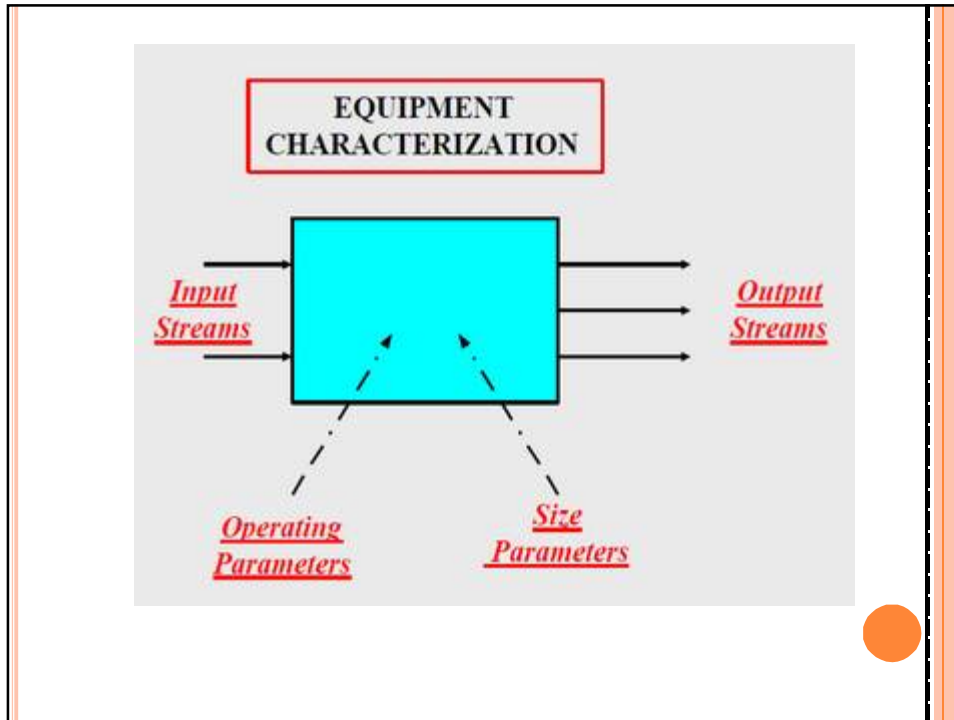 EQUIPMENT
CHARACTERIZATION
Input
Streams
Output
Streams
Operating
Parameters
Size
Parameters